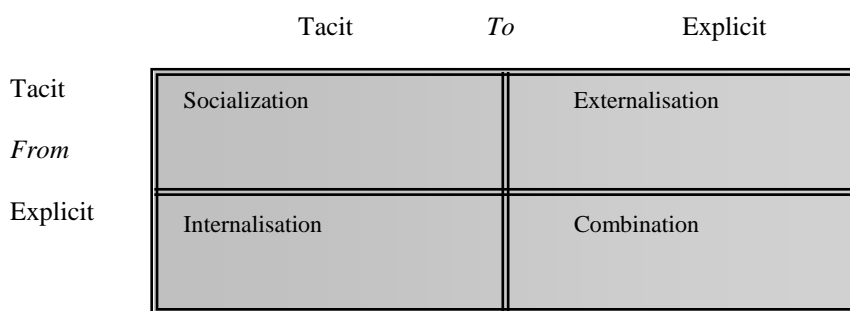 Tacit To Explicit
Tacit
Socialization Externalisation
From
Explicit
Internalisation Combination